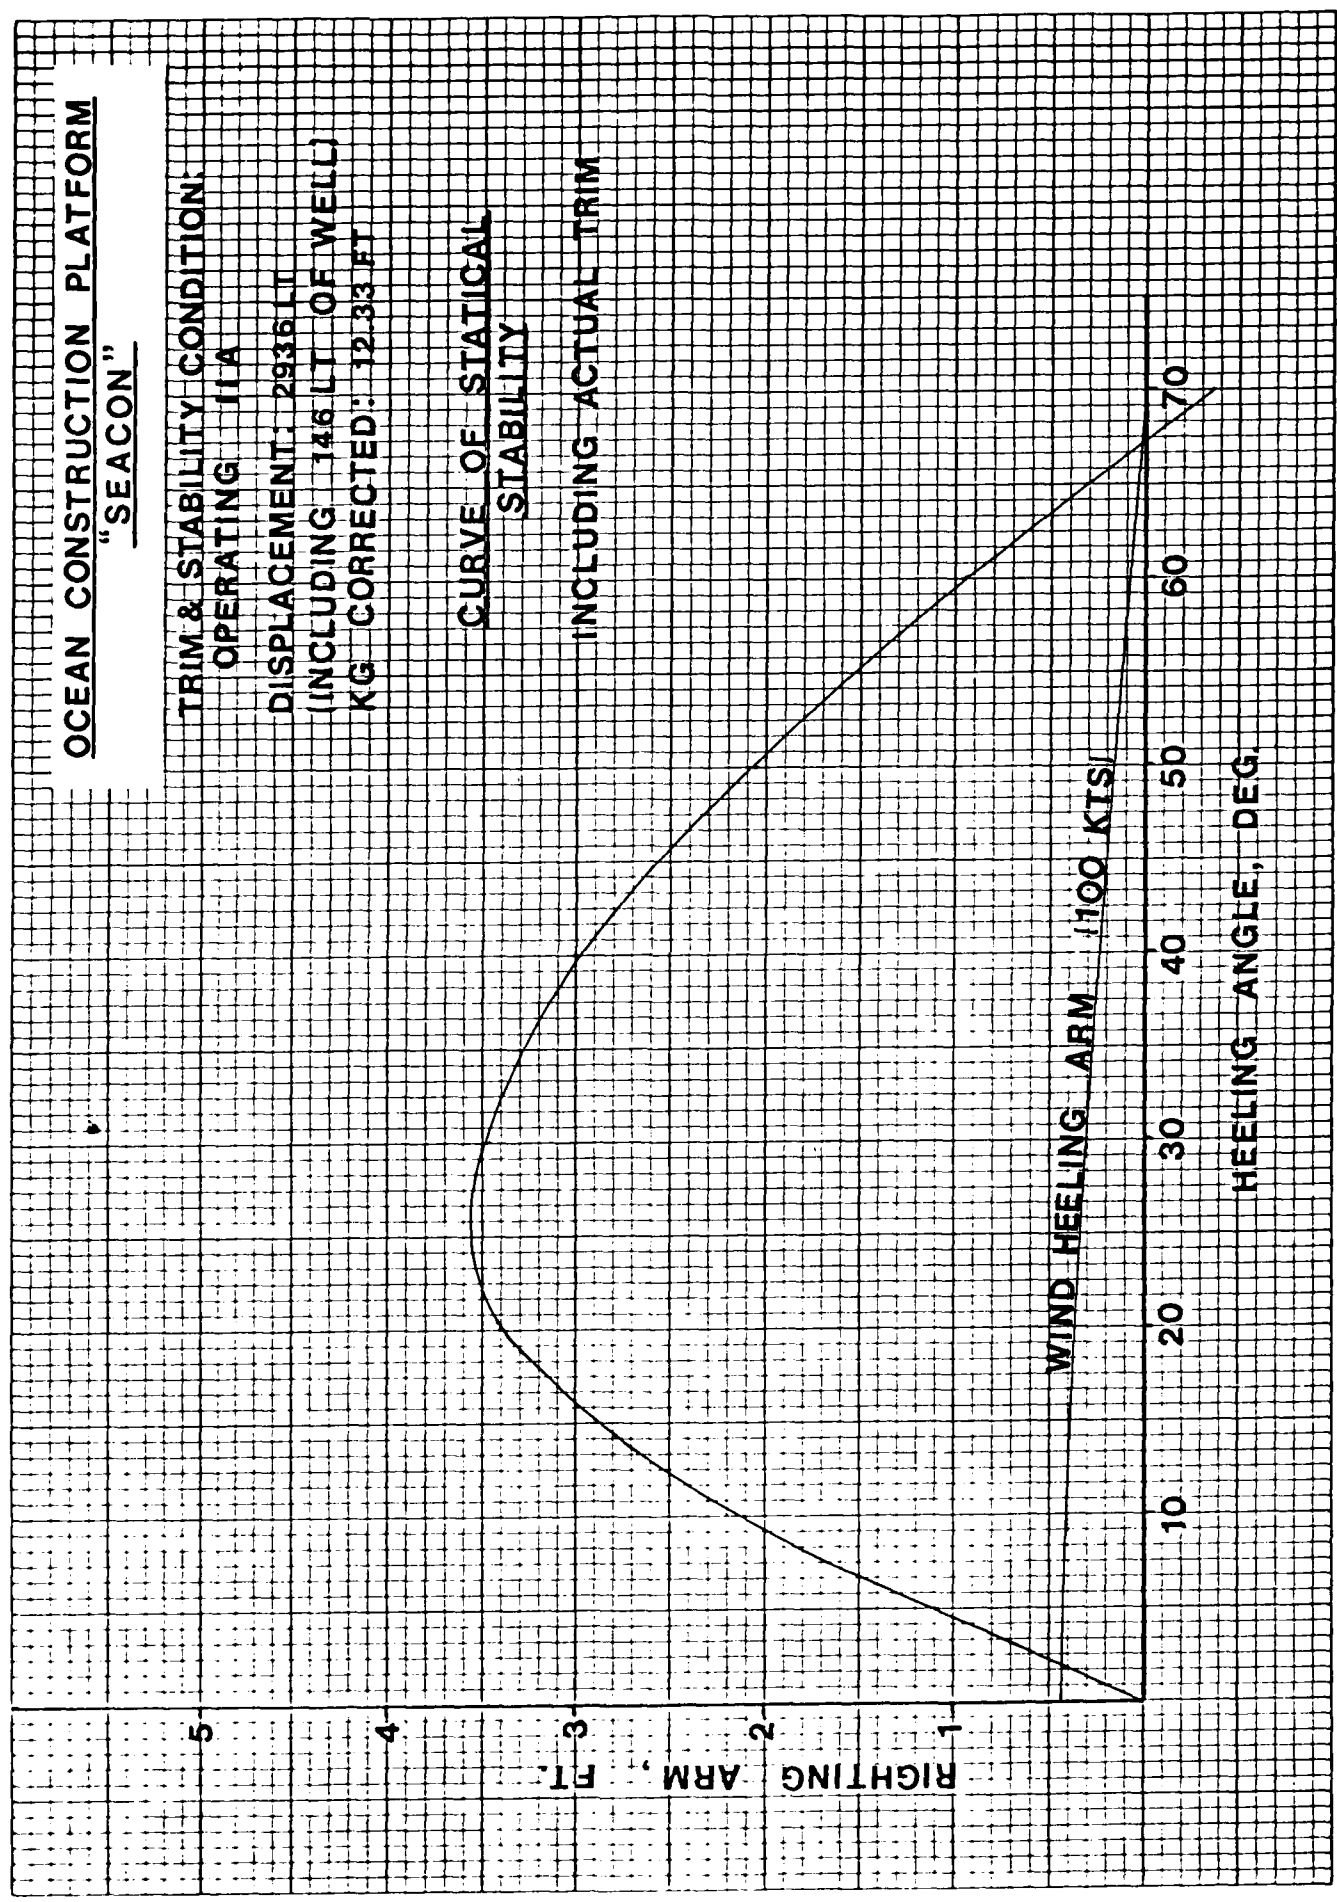 OCEAN CONSTRUCTION PLATFORM
“SEACON”
TRIM & STABILITY CONDITION:
OPERATING IIA
DISPLACEMENT: 2936 LT
(INCLUDING 146 LT OF WELL)
KG CORRECTED: 12.33 FT
CURVE OF STATICAL
STABILITY
INCLUDING ACTUAL TRIM
5
4
3
2
1
RIGHTING ARM, FT.
WIND HEELING ARM (100 KTS)
10 20 30 40 50 60 70
HEELING ANGLE, DEG.